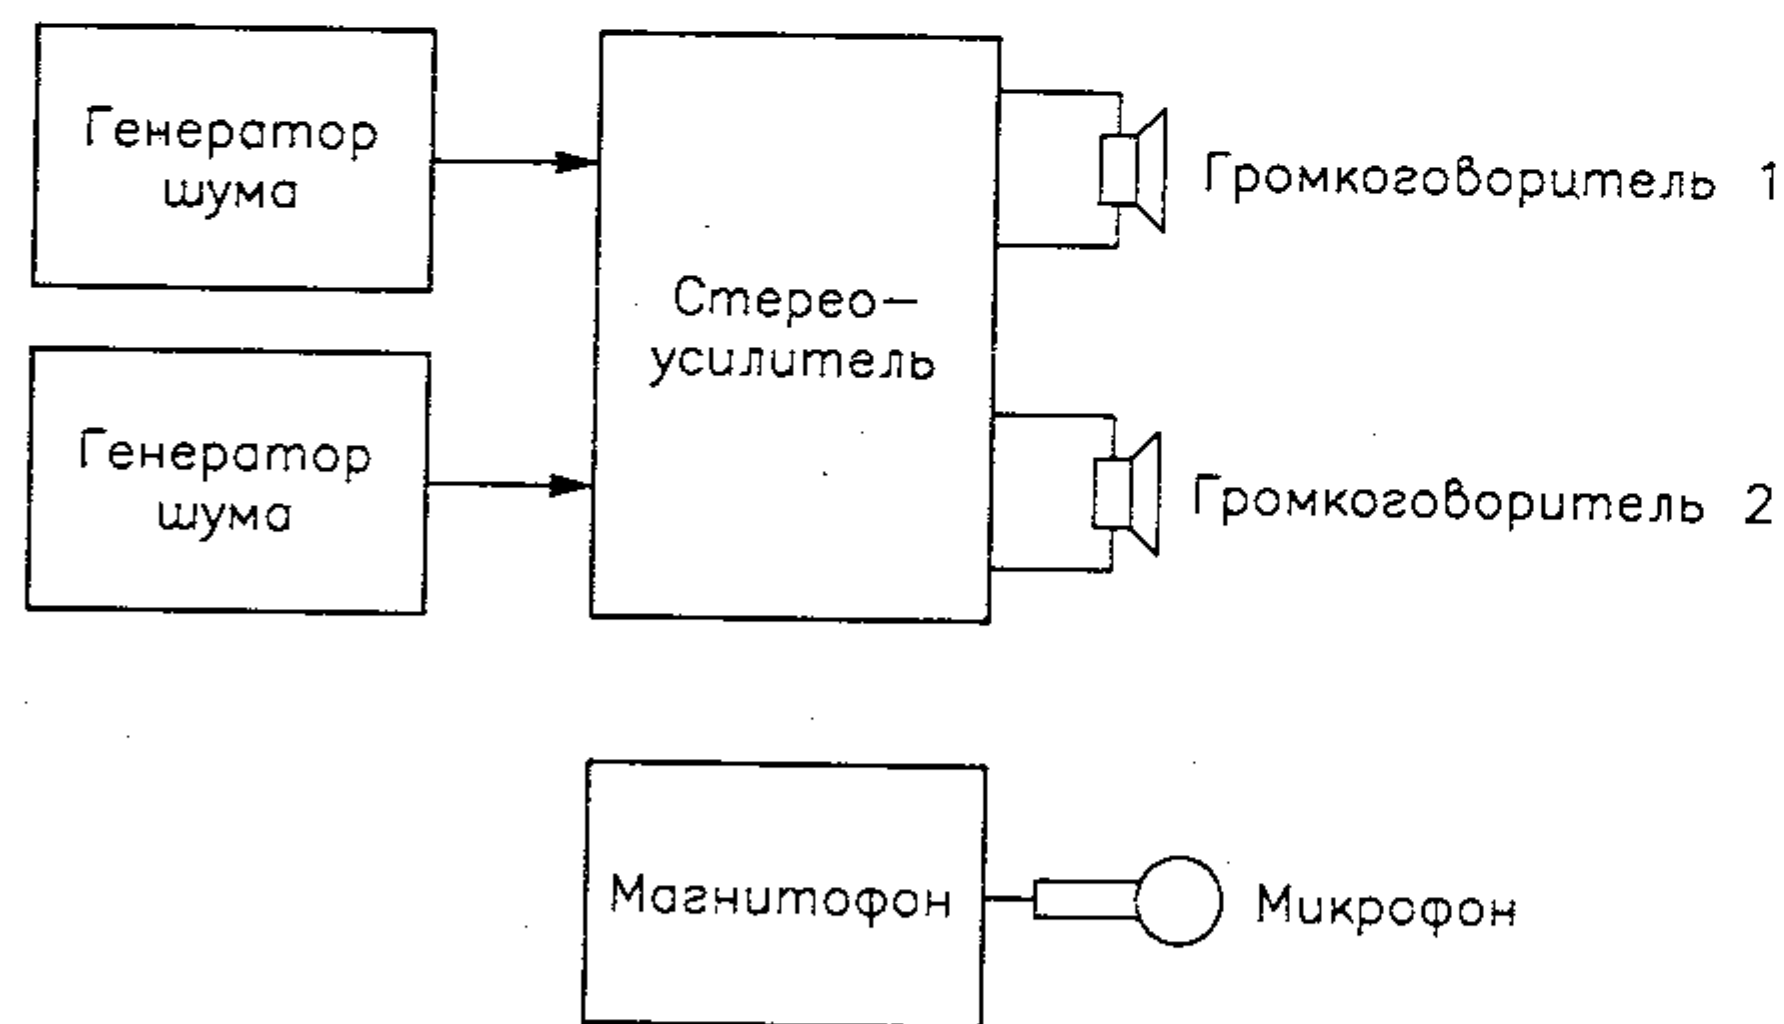 Генератор
шума
Громкоговоритель 1
Стерео-
усилитель
Генератор
шума
Громкоговоритель 2
Магнитофон
Микрофон